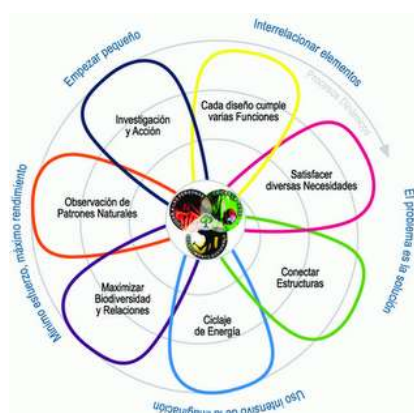 Empezar pequeño
Interrelacionar elementos
Procesos Dinámicos
Investigación
y Acción
Cada diseño cumple
varias Funciones
Satisfacer
diversas Necesidades
Observación de
Patrones Naturales
Conectar
Estructuras
Maximizar
Biodiversidad
y Relaciones
Ciclaje
de Energía
Mínimo esfuerzo, máximo rendimiento
El problema es la solución
Uso intensivo de la imaginación